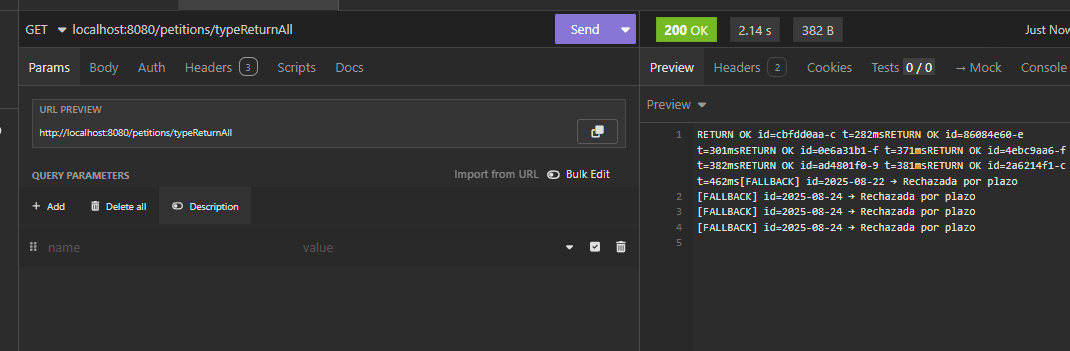 GET localhost:8080/petitions/typeReturnAll Send 200 OK 2.14 s 382 B Just Now
Params Body Auth Headers 3 Scripts Docs Preview Headers 2 Cookies Tests 0 / 0 → Mock Console
URL PREVIEW
http://localhost:8080/petitions/typeReturnAll
QUERY PARAMETERS Import from URL Bulk Edit
+ Add Delete all Description
name value
Preview
1 RETURN OK id=cbfdd0aa-c t=282msRETURN OK id=86084e60-e
t=301msRETURN OK id=0e6a31b1-f t=371msRETURN OK id=4ebc9aa6-f
t=382msRETURN OK id=ad4801f0-9 t=381msRETURN OK id=2a6214f1-c
t=462ms[FALLBACK] id=2025-08-22 → Rechazada por plazo
2 [FALLBACK] id=2025-08-24 → Rechazada por plazo
3 [FALLBACK] id=2025-08-24 → Rechazada por plazo
4 [FALLBACK] id=2025-08-24 → Rechazada por plazo
5